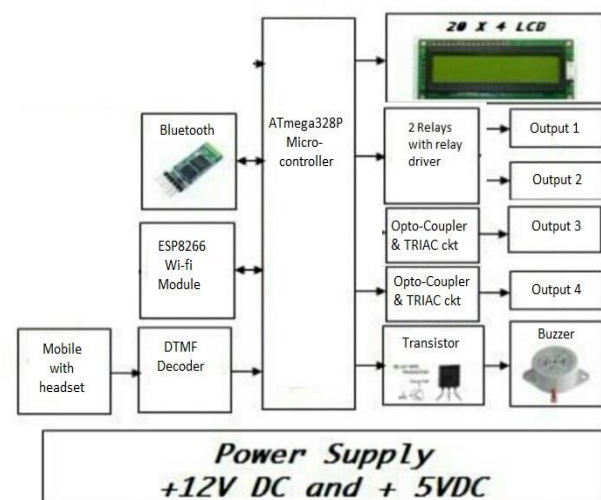 20 X 4 LCD
Bluetooth
ATmega328P
Micro-
controller
2 Relays
with relay
driver
Output 1
Output 2
ESP8266
Wi-fi
Module
Opto-Coupler
& TRIAC ckt
Output 3
Opto-Coupler
& TRIAC ckt
Output 4
Mobile
with
headset
DTMF
Decoder
Transistor
Buzzer
Power Supply
+12V DC and + 5VDC